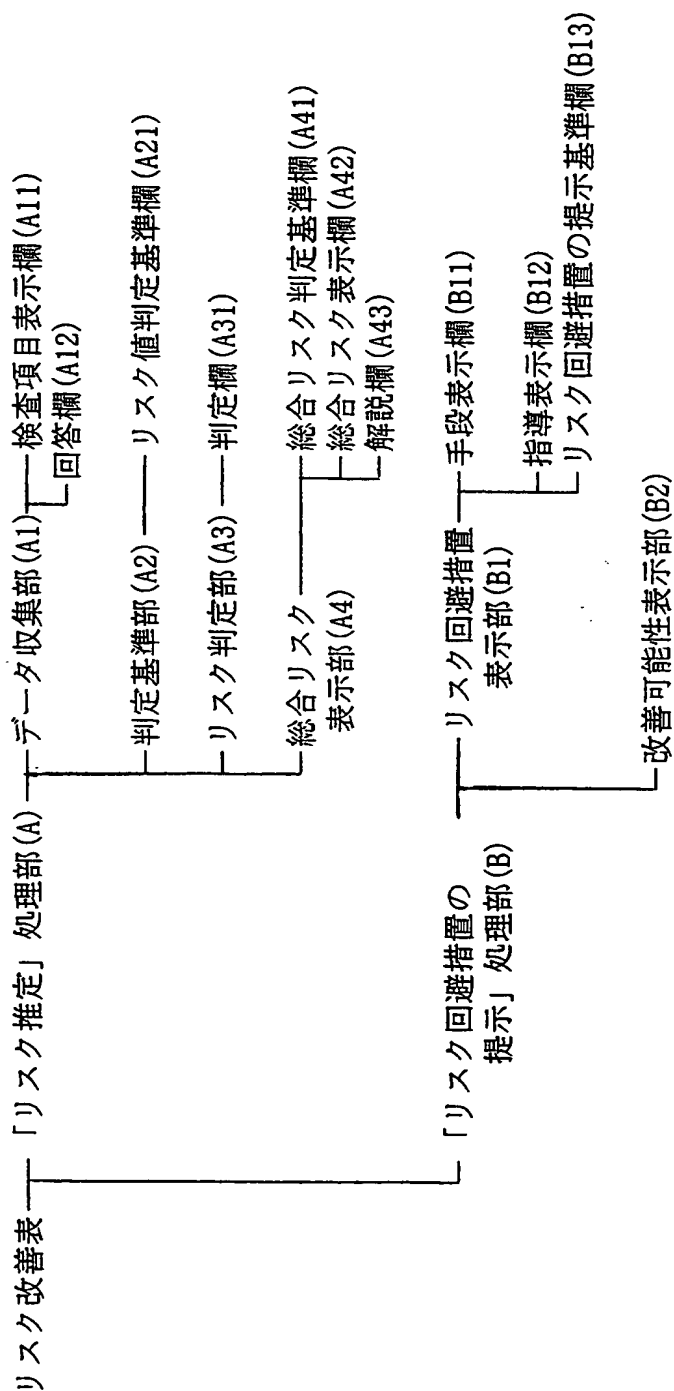 リスク改善表
「リスク推定」処理部(A)
データ収集部(A1)
検査項目表示欄(A11)
回答欄(A12)
判定基準部(A2)
リスク値判定基準欄(A21)
リスク判定部(A3)
判定欄(A31)
総合リスク
表示部(A4)
総合リスク判定基準欄(A41)
総合リスク表示欄(A42)
解説欄(A43)
「リスク回避措置の
提示」処理部(B)
リスク回避措置
表示部(B1)
手段表示欄(B11)
指導表示欄(B12)
リスク回避措置の提示基準欄(B13)
改善可能性表示部(B2)